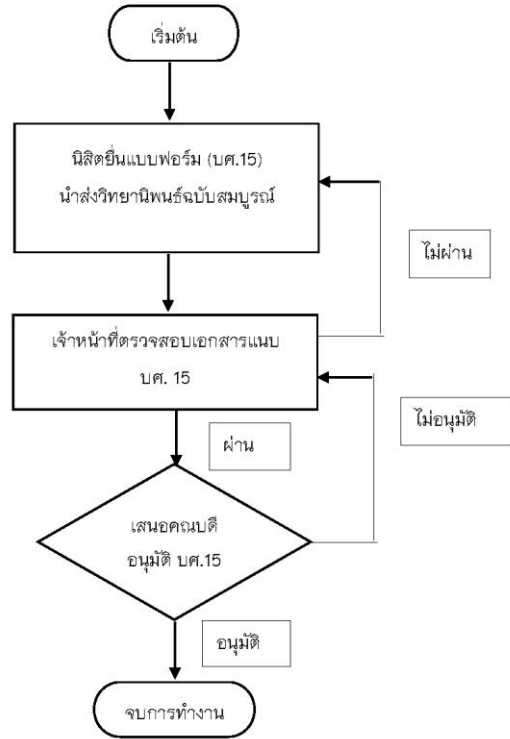 เริ่มต้น
นิสิตยื่นแบบฟอร์ม (บศ.15)
นำส่งวิทยานิพนธ์ฉบับสมบูรณ์
ไม่ผ่าน
เจ้าหน้าที่ตรวจสอบเอกสารแนบ
บศ. 15
ไม่อนุมัติ
ผ่าน
เสนอคณบดี
อนุมัติ บศ.15
อนุมัติ
จบการทำงาน